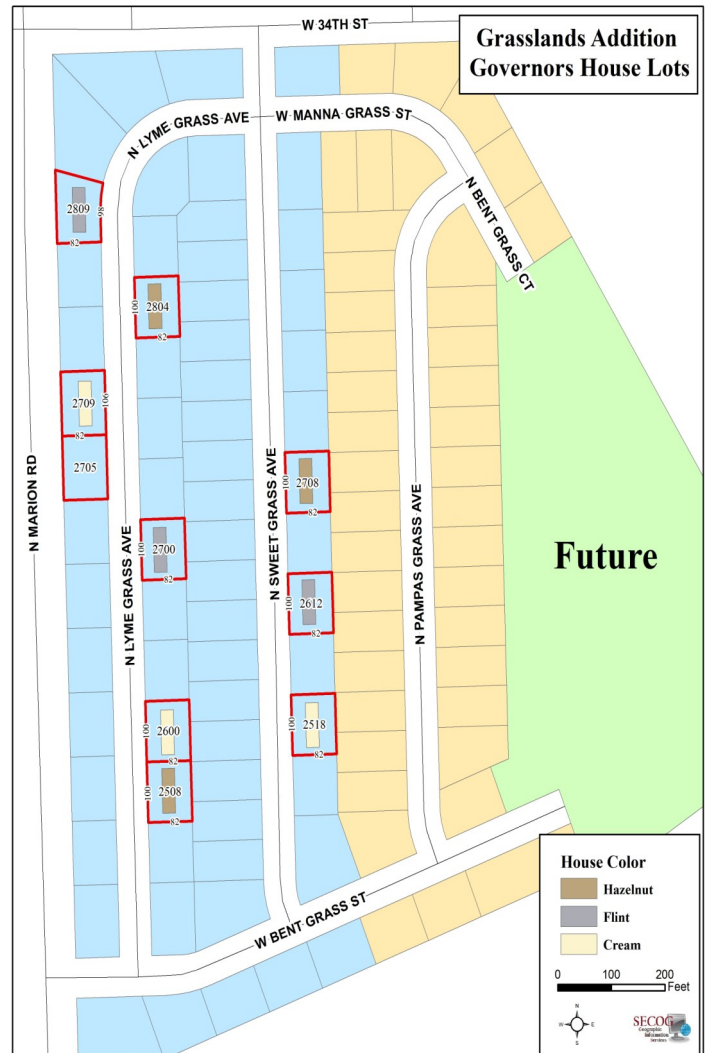 W 34TH ST
Grasslands Addition
Governors House Lots
N LYME GRASS AVE
W MANNA GRASS ST
N BENT GRASS CT
2809
98
82
2804
100
82
2709
106
82
2705
N MARION RD
N LYME GRASS AVE
N SWEET GRASS AVE
N PAMPAS GRASS AVE
2708
100
82
2700
100
82
Future
2612
100
82
2600
100
82
2518
100
82
2508
100
82
W BENT GRASS ST
House Color
Hazelnut
Flint
Cream
0 100 200
Feet
N
W E
S
SECOG
Geographic
Information
Services